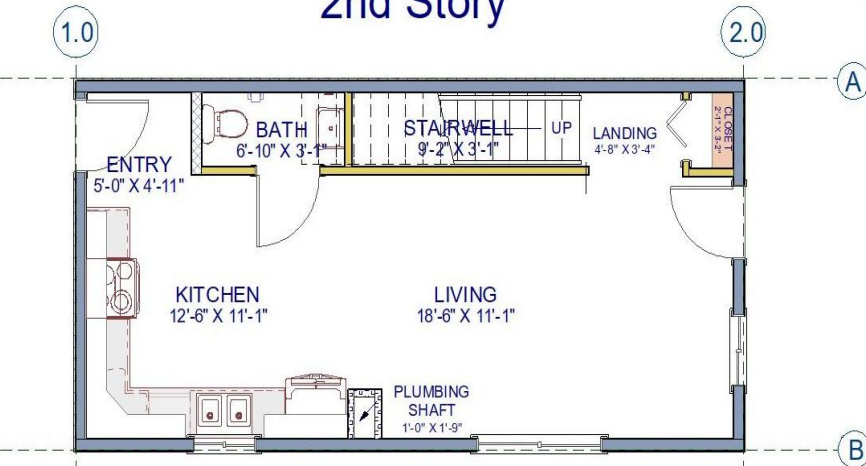 2nd Story
1.0
2.0
A
BATH
6'-10" X 3'-1"
STAIRWELL
9'-2" X 3'-1"
UP
LANDING
4'-8" X 3'-4"
CLOSET
2'-1" X 3'-2"
ENTRY
5'-0" X 4'-11"
KITCHEN
12'-6" X 11'-1"
LIVING
18'-6" X 11'-1"
PLUMBING
SHAFT
1'-0" X 1'-9"
B